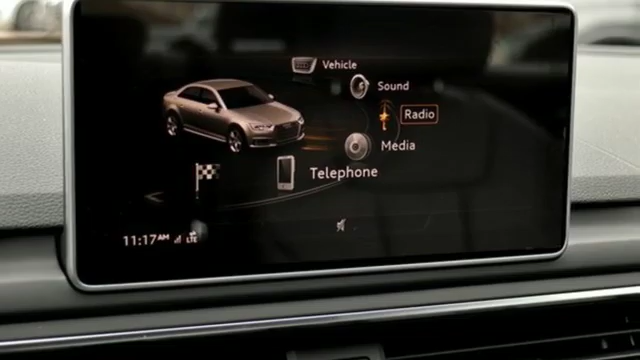 Vehicle
Sound
Radio
Media
Telephone
11:17AM LTE